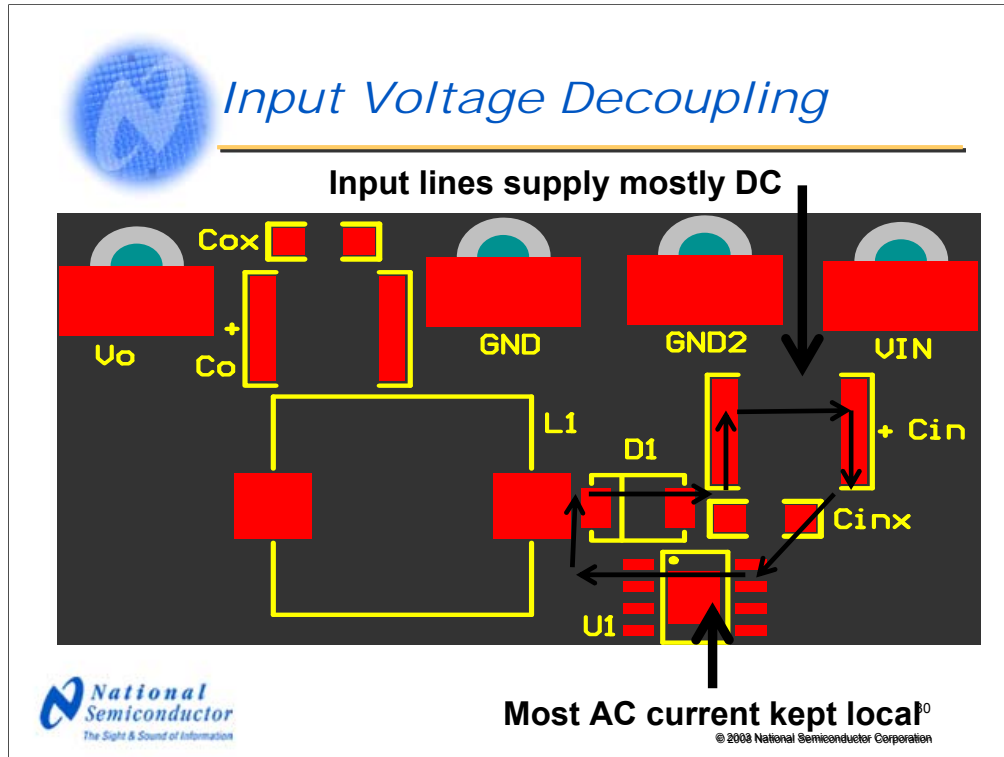 Input Voltage Decoupling
Input lines supply mostly DC
Cox
+
Vo
Co
GND
GND2
VIN
L1
D1
+ Cin
Cinx
U1
National
Semiconductor
The Sight & Sound of Information
Most AC current kept local
30
© 2003 National Semiconductor Corporation